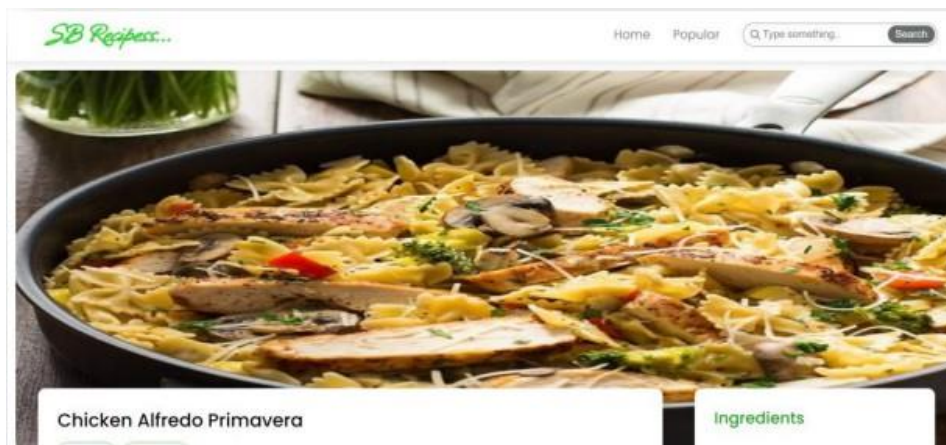 SB Recipess...
Home Popular Type something.. Search
Chicken Alfredo Primavera
Ingredients